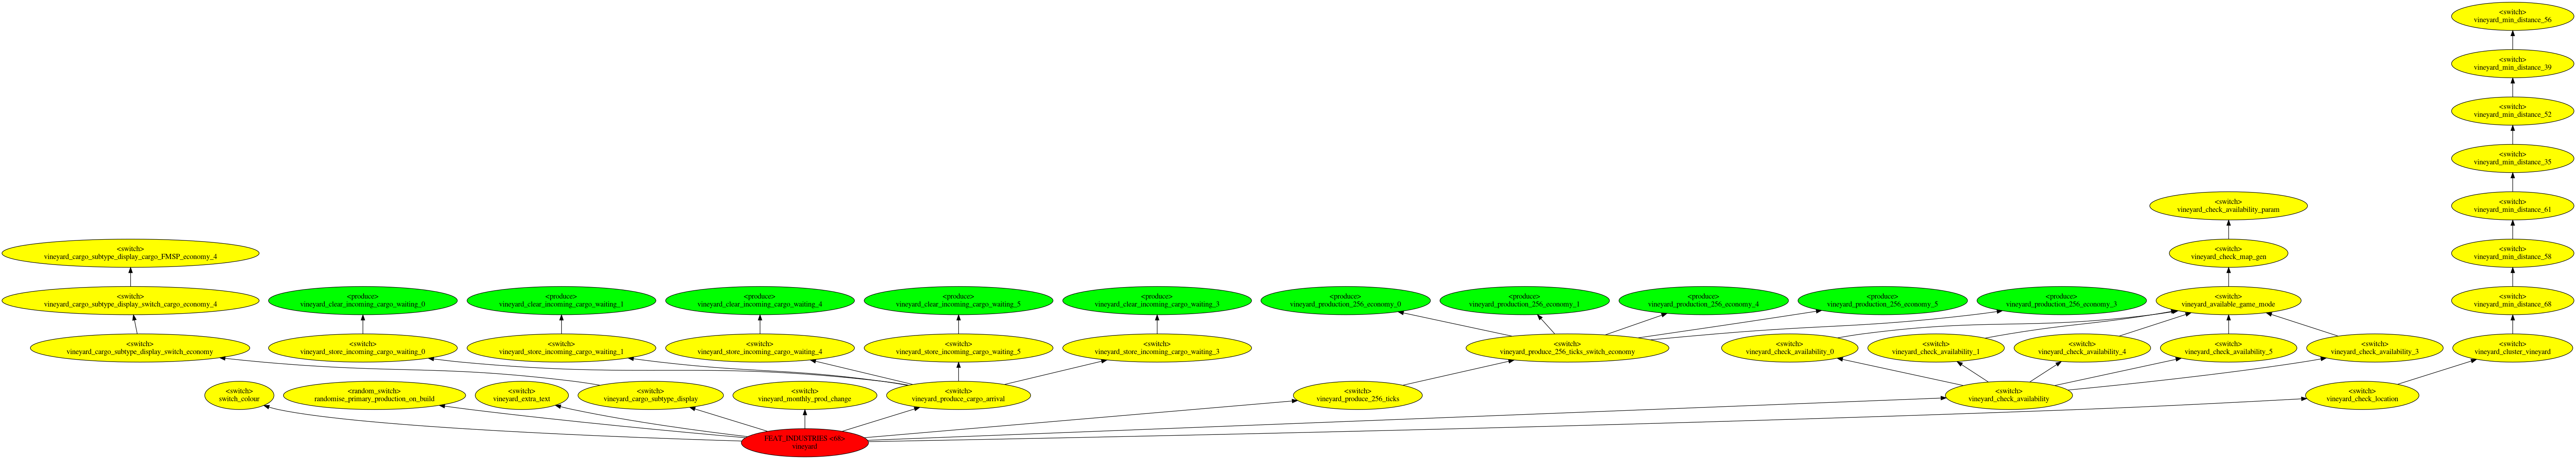 <switch>
vineyard_min_distance_56
<switch>
vineyard_min_distance_39
<switch>
vineyard_min_distance_52
<switch>
vineyard_min_distance_35
<switch>
vineyard_check_availability_param
<switch>
vineyard_min_distance_61
<switch>
vineyard_cargo_subtype_display_cargo_FMSP_economy_4
<switch>
vineyard_check_map_gen
<switch>
vineyard_min_distance_58
<switch>
vineyard_cargo_subtype_display_switch_cargo_economy_4
<produce>
vineyard_clear_incoming_cargo_waiting_0
<produce>
vineyard_clear_incoming_cargo_waiting_1
<produce>
vineyard_clear_incoming_cargo_waiting_4
<produce>
vineyard_clear_incoming_cargo_waiting_5
<produce>
vineyard_clear_incoming_cargo_waiting_3
<produce>
vineyard_production_256_economy_0
<produce>
vineyard_production_256_economy_1
<produce>
vineyard_production_256_economy_4
<produce>
vineyard_production_256_economy_5
<produce>
vineyard_production_256_economy_3
<switch>
vineyard_available_game_mode
<switch>
vineyard_min_distance_68
<switch>
vineyard_cargo_subtype_display_switch_economy
<switch>
vineyard_store_incoming_cargo_waiting_0
<switch>
vineyard_store_incoming_cargo_waiting_1
<switch>
vineyard_store_incoming_cargo_waiting_4
<switch>
vineyard_store_incoming_cargo_waiting_5
<switch>
vineyard_store_incoming_cargo_waiting_3
<switch>
vineyard_produce_256_ticks_switch_economy
<switch>
vineyard_check_availability_0
<switch>
vineyard_check_availability_1
<switch>
vineyard_check_availability_4
<switch>
vineyard_check_availability_5
<switch>
vineyard_check_availability_3
<switch>
vineyard_cluster_vineyard
<switch>
switch_colour
<random_switch>
randomise_primary_production_on_build
<switch>
vineyard_extra_text
<switch>
vineyard_cargo_subtype_display
<switch>
vineyard_monthly_prod_change
<switch>
vineyard_produce_cargo_arrival
<switch>
vineyard_produce_256_ticks
<switch>
vineyard_check_availability
<switch>
vineyard_check_location
FEAT_INDUSTRIES <68>
vineyard